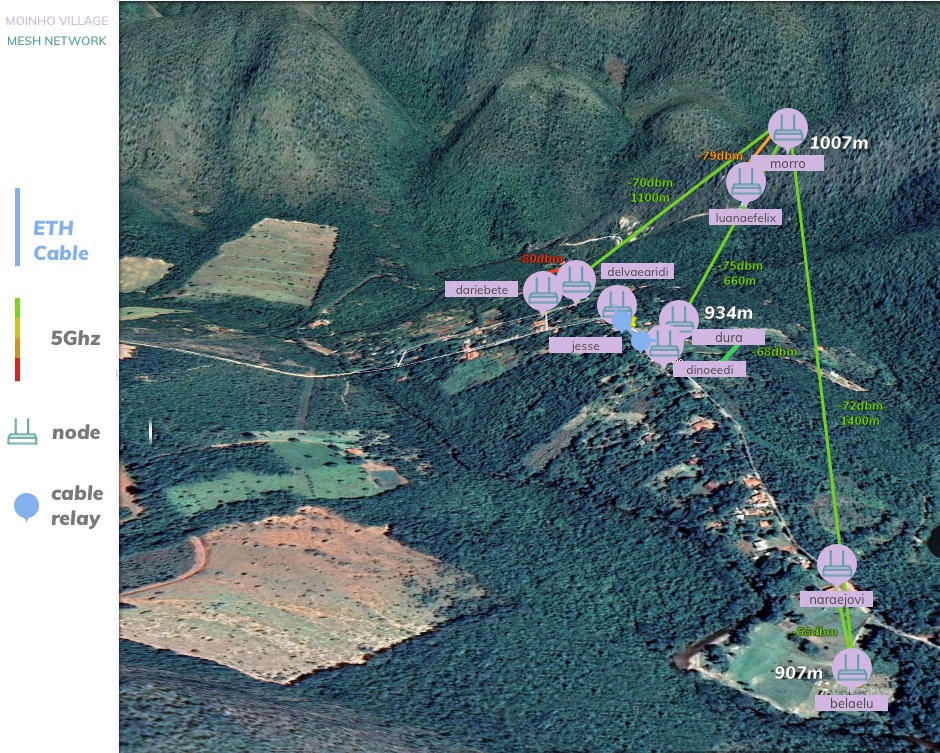 MOINHO VILLAGE
MESH NETWORK
ETH
Cable
5Ghz
node
cable
relay
1007m
morro
-79dbm
-70dbm
1100m
luanaefelix
-80dbm
delvaearidi
-75dbm
660m
dariebete
934m
jesse
dura
-68dbm
dinoeedi
-72dbm
1400m
naraejovi
-68dbm
907m
belaelu